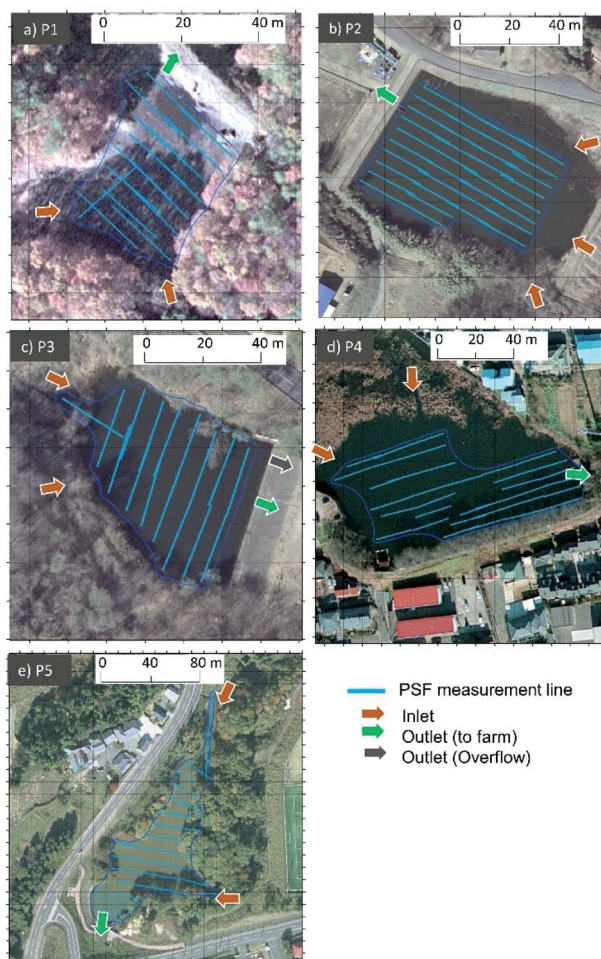 a) P1
0 20 40 m
b) P2
0 20 40 m
c) P3
0 20 40 m
d) P4
0 20 40 m
e) P5
0 40 80 m
PSF measurement line
Inlet
Outlet (to farm)
Outlet (Overflow)